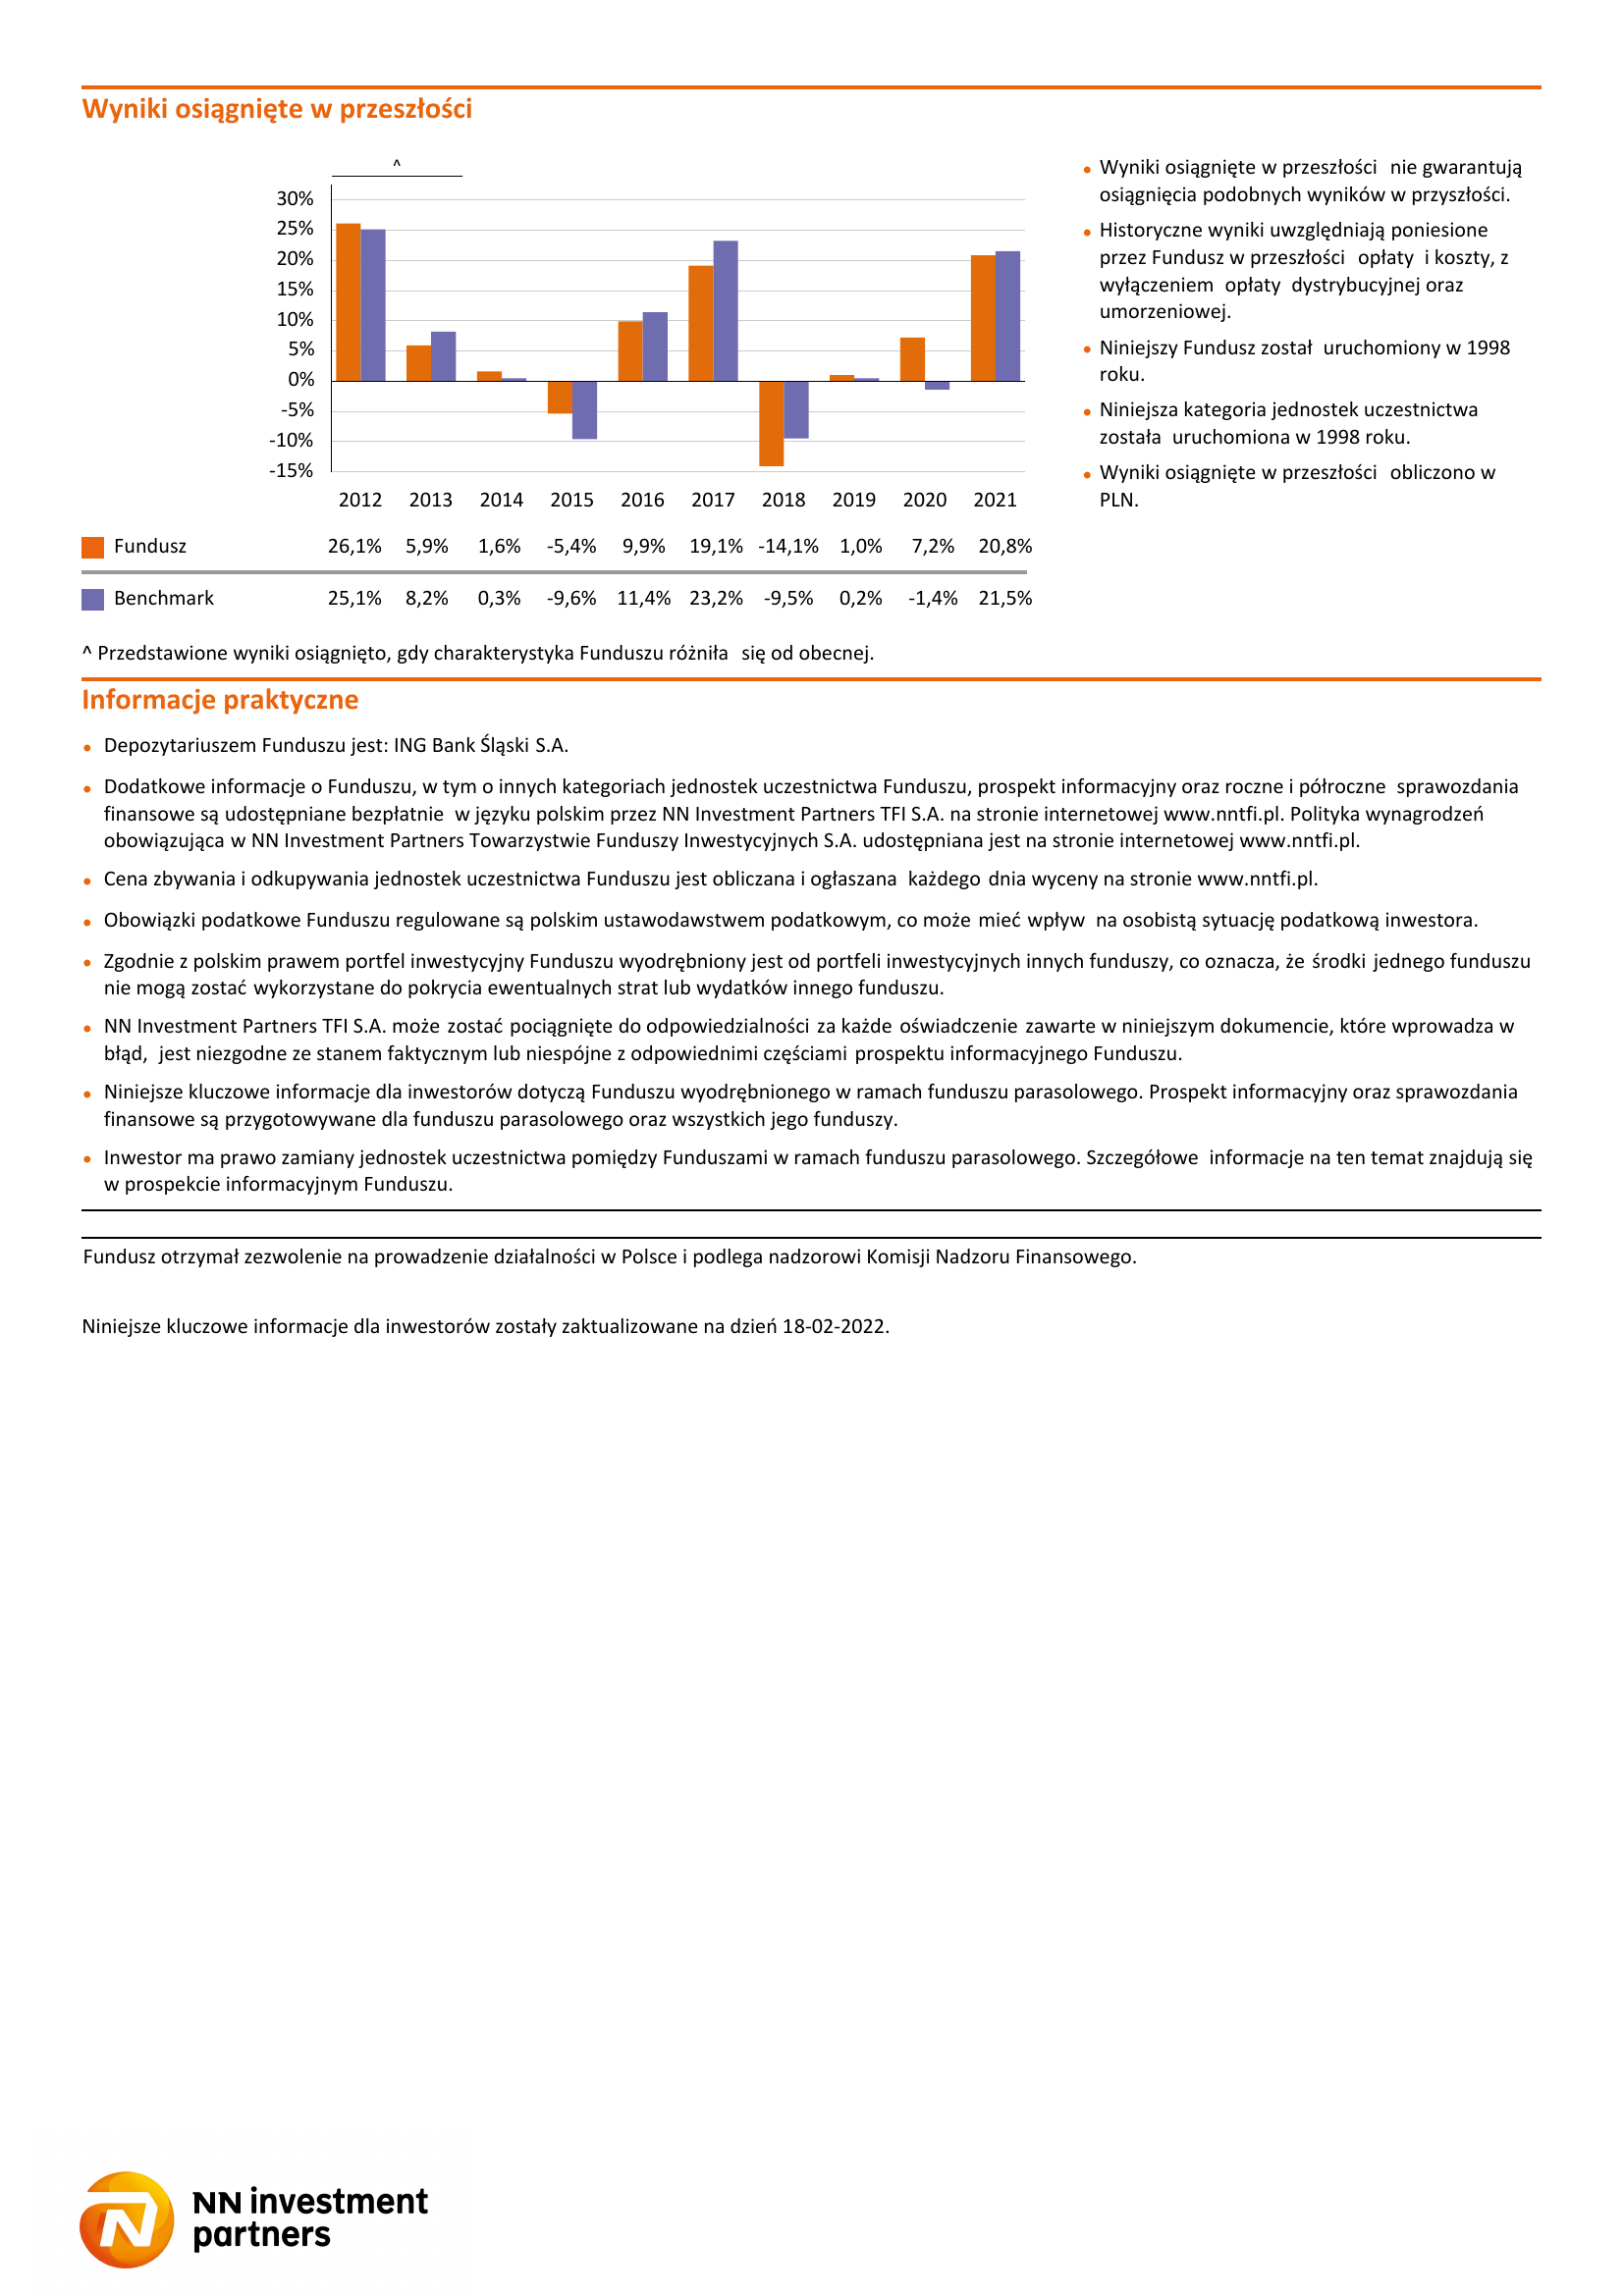 Wyniki osiągnięte w przeszłości
^
30%
25%
20%
15%
10%
5%
0%
-5%
-10%
-15%
2012 2013 2014 2015 2016 2017 2018 2019 2020 2021
Fundusz 26,1% 5,9% 1,6% -5,4% 9,9% 19,1% -14,1% 1,0% 7,2% 20,8%
Benchmark 25,1% 8,2% 0,3% -9,6% 11,4% 23,2% -9,5% 0,2% -1,4% 21,5%
• Wyniki osiągnięte w przeszłości nie gwarantują
osiągnięcia podobnych wyników w przyszłości.
• Historyczne wyniki uwzględniają poniesione
przez Fundusz w przeszłości opłaty i koszty, z
wyłączeniem opłaty dystrybucyjnej oraz
umorzeniowej.
• Niniejszy Fundusz został uruchomiony w 1998
roku.
• Niniejsza kategoria jednostek uczestnictwa
została uruchomiona w 1998 roku.
• Wyniki osiągnięte w przeszłości obliczono w
PLN.
^ Przedstawione wyniki osiągnięto, gdy charakterystyka Funduszu różniła się od obecnej.
Informacje praktyczne
• Depozytariuszem Funduszu jest: ING Bank Śląski S.A.
• Dodatkowe informacje o Funduszu, w tym o innych kategoriach jednostek uczestnictwa Funduszu, prospekt informacyjny oraz roczne i półroczne sprawozdania
finansowe są udostępniane bezpłatnie w języku polskim przez NN Investment Partners TFI S.A. na stronie internetowej www.nntfi.pl. Polityka wynagrodzeń
obowiązująca w NN Investment Partners Towarzystwie Funduszy Inwestycyjnych S.A. udostępniana jest na stronie internetowej www.nntfi.pl.
• Cena zbywania i odkupywania jednostek uczestnictwa Funduszu jest obliczana i ogłaszana każdego dnia wyceny na stronie www.nntfi.pl.
• Obowiązki podatkowe Funduszu regulowane są polskim ustawodawstwem podatkowym, co może mieć wpływ na osobistą sytuację podatkową inwestora.
• Zgodnie z polskim prawem portfel inwestycyjny Funduszu wyodrębniony jest od portfeli inwestycyjnych innych funduszy, co oznacza, że środki jednego funduszu
nie mogą zostać wykorzystane do pokrycia ewentualnych strat lub wydatków innego funduszu.
• NN Investment Partners TFI S.A. może zostać pociągnięte do odpowiedzialności za każde oświadczenie zawarte w niniejszym dokumencie, które wprowadza w
błąd, jest niezgodne ze stanem faktycznym lub niespójne z odpowiednimi częściami prospektu informacyjnego Funduszu.
• Niniejsze kluczowe informacje dla inwestorów dotyczą Funduszu wyodrębnionego w ramach funduszu parasolowego. Prospekt informacyjny oraz sprawozdania
finansowe są przygotowywane dla funduszu parasolowego oraz wszystkich jego funduszy.
• Inwestor ma prawo zamiany jednostek uczestnictwa pomiędzy Funduszami w ramach funduszu parasolowego. Szczegółowe informacje na ten temat znajdują się
w prospekcie informacyjnym Funduszu.
Fundusz otrzymał zezwolenie na prowadzenie działalności w Polsce i podlega nadzorowi Komisji Nadzoru Finansowego.
Niniejsze kluczowe informacje dla inwestorów zostały zaktualizowane na dzień 18-02-2022.
NN investment
partners